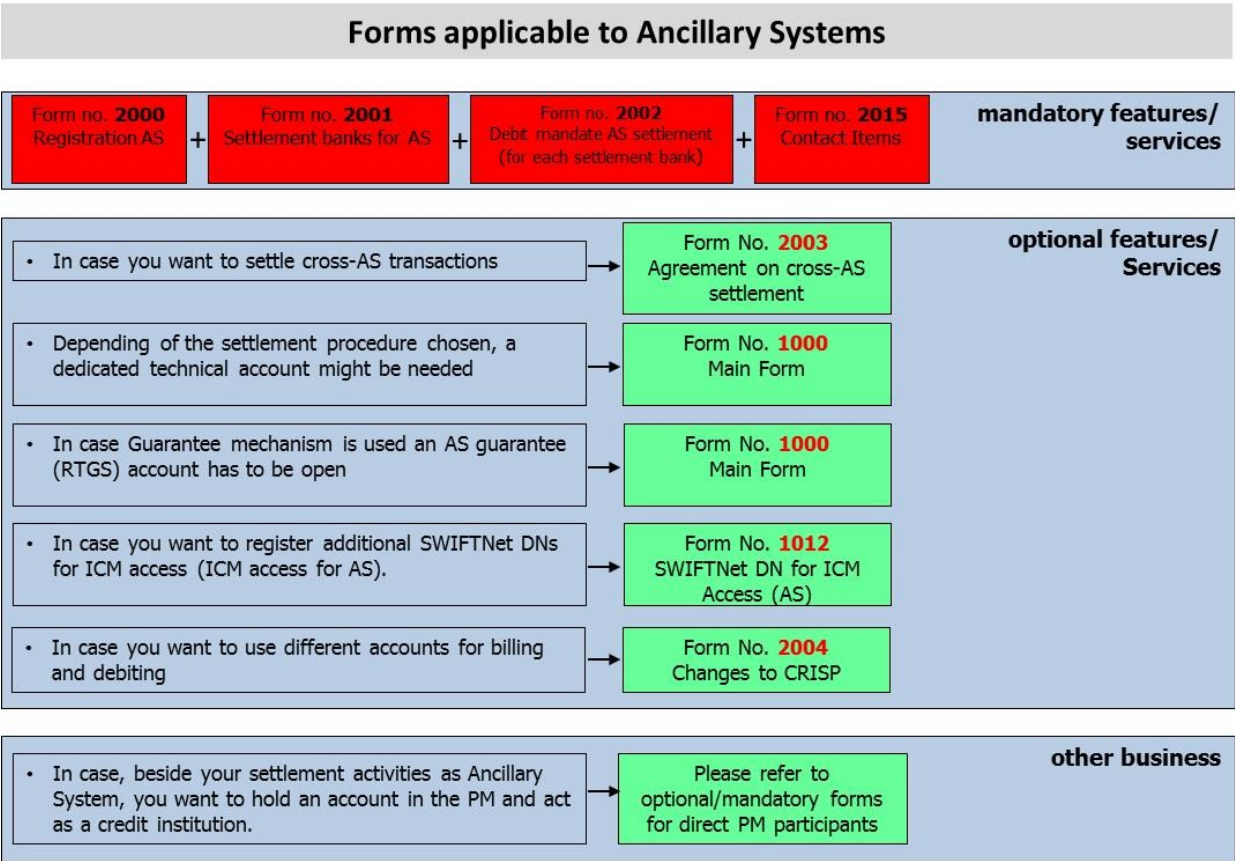 Forms applicable to Ancillary Systems
Form no. 2000
Registration AS
+
Form no. 2001
Settlement banks for AS
+
Form no. 2002
Debit mandate AS settlement
(for each settlement bank)
+
Form no. 2015
Contact Items
mandatory features/
services
optional features/
Services
• In case you want to settle cross-AS transactions
Form No. 2003
Agreement on cross-AS
settlement
• Depending of the settlement procedure chosen, a
dedicated technical account might be needed
Form No. 1000
Main Form
• In case Guarantee mechanism is used an AS guarantee
(RTGS) account has to be open
Form No. 1000
Main Form
• In case you want to register additional SWIFTNet DNs
for ICM access (ICM access for AS).
Form No. 1012
SWIFTNet DN for ICM
Access (AS)
• In case you want to use different accounts for billing
and debiting
Form No. 2004
Changes to CRISP
other business
• In case, beside your settlement activities as Ancillary
System, you want to hold an account in the PM and act
as a credit institution.
Please refer to
optional/mandatory forms
for direct PM participants